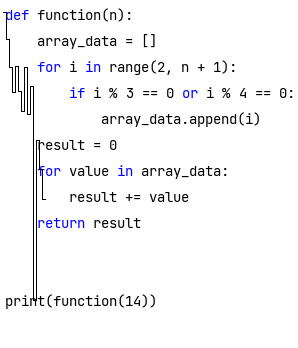 def function(n):
    array_data = []
    for i in range(2, n + 1):
        if i % 3 == 0 or i % 4 == 0:
            array_data.append(i)
    result = 0
    for value in array_data:
        result += value
    return result


print(function(14))